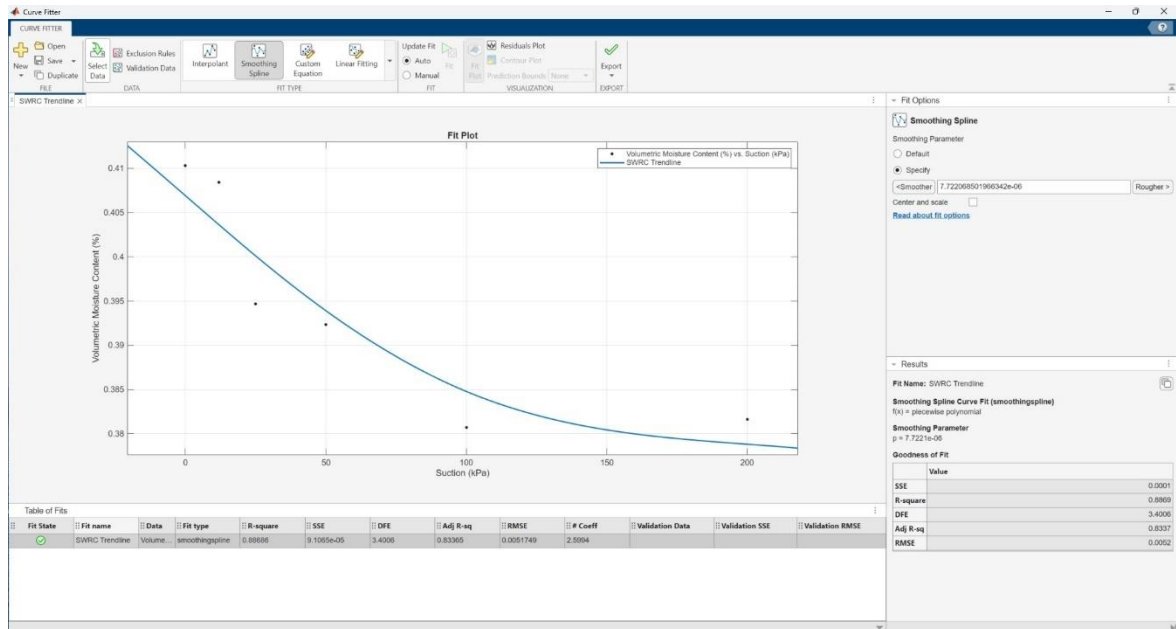 Curve Fitter
CURVE FITTER
New
Open
Save
Duplicate
FILE
Select Data
Exclusion Rules
Validation Data
DATA
Interpolant
Smoothing Spline
Custom Equation
Linear Fitting
FIT TYPE
Update Fit
Auto
Manual
Fit
FIT
Fit Plot
Residuals Plot
Contour Plot
Prediction Bounds None
VISUALIZATION
Export
EXPORT
SWRC Trendline ×
Fit Plot
Volumetric Moisture Content (%) vs. Suction (kPa)
SWRC Trendline
Volumetric Moisture Content (%)
0.41
0.405
0.4
0.395
0.39
0.385
0.38
0 50 100 150 200
Suction (kPa)
Table of Fits
Fit State Fit name Data Fit type R-square SSE DFE Adj R-sq RMSE # Coeff Validation Data Validation SSE Validation RMSE
SWRC Trendline Volume... smoothingspline 0.88686 9.1065e-05 3.4006 0.83365 0.0051749 2.5994
Fit Options
Smoothing Spline
Smoothing Parameter
Default
Specify
<Smoother 7.722068501966342e-06 Rougher >
Center and scale
Read about fit options
Results
Fit Name: SWRC Trendline
Smoothing Spline Curve Fit (smoothingspline)
f(x) = piecewise polynomial
Smoothing Parameter
p = 7.7221e-06
Goodness of Fit
Value
SSE 0.0001
R-square 0.8869
DFE 3.4006
Adj R-sq 0.8337
RMSE 0.0052